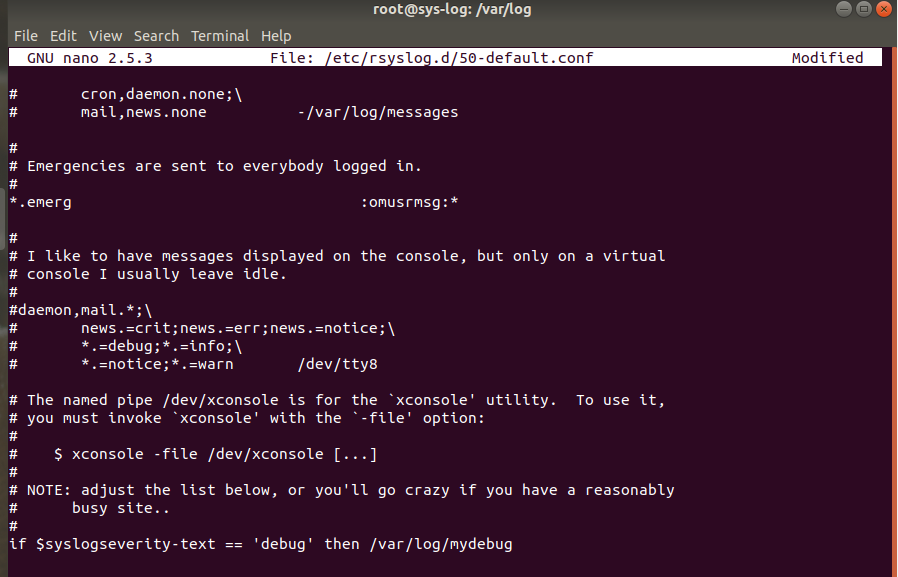 root@sys-log: /var/log
File Edit View Search Terminal Help
GNU nano 2.5.3 File: /etc/rsyslog.d/50-default.conf Modified
# cron,daemon.none;\
# mail,news.none -/var/log/messages
#
# Emergencies are sent to everybody logged in.
#
*.emerg :omusrmsg:*
#
# I like to have messages displayed on the console, but only on a virtual
# console I usually leave idle.
#
#daemon,mail.*;\
# news.=crit;news.=err;news.=notice;\
# *.=debug;*.=info;\
# *.=notice;*.=warn /dev/tty8
# The named pipe /dev/xconsole is for the `xconsole' utility. To use it,
# you must invoke `xconsole' with the `-file' option:
#
# $ xconsole -file /dev/xconsole [...]
#
# NOTE: adjust the list below, or you'll go crazy if you have a reasonably
# busy site..
#
if $syslogseverity-text == 'debug' then /var/log/mydebug